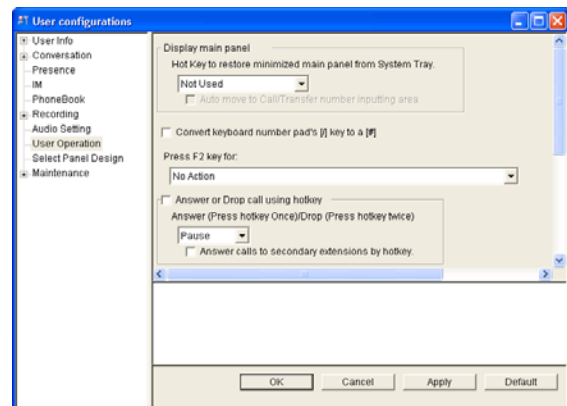 User configurations
User Info
Conversation
Presence
IM
PhoneBook
Recording
Audio Setting
User Operation
Select Panel Design
Maintenance
Display main panel
Hot Key to restore minimized main panel from System Tray.
Not Used
Auto move to Call/Transfer number inputting area
Convert keyboard number pad's [/] key to a [#]
Press F2 key for:
No Action
Answer or Drop call using hotkey
Answer (Press hotkey Once)/Drop (Press hotkey twice)
Pause
Answer calls to secondary extensions by hotkey.
OK Cancel Apply Default